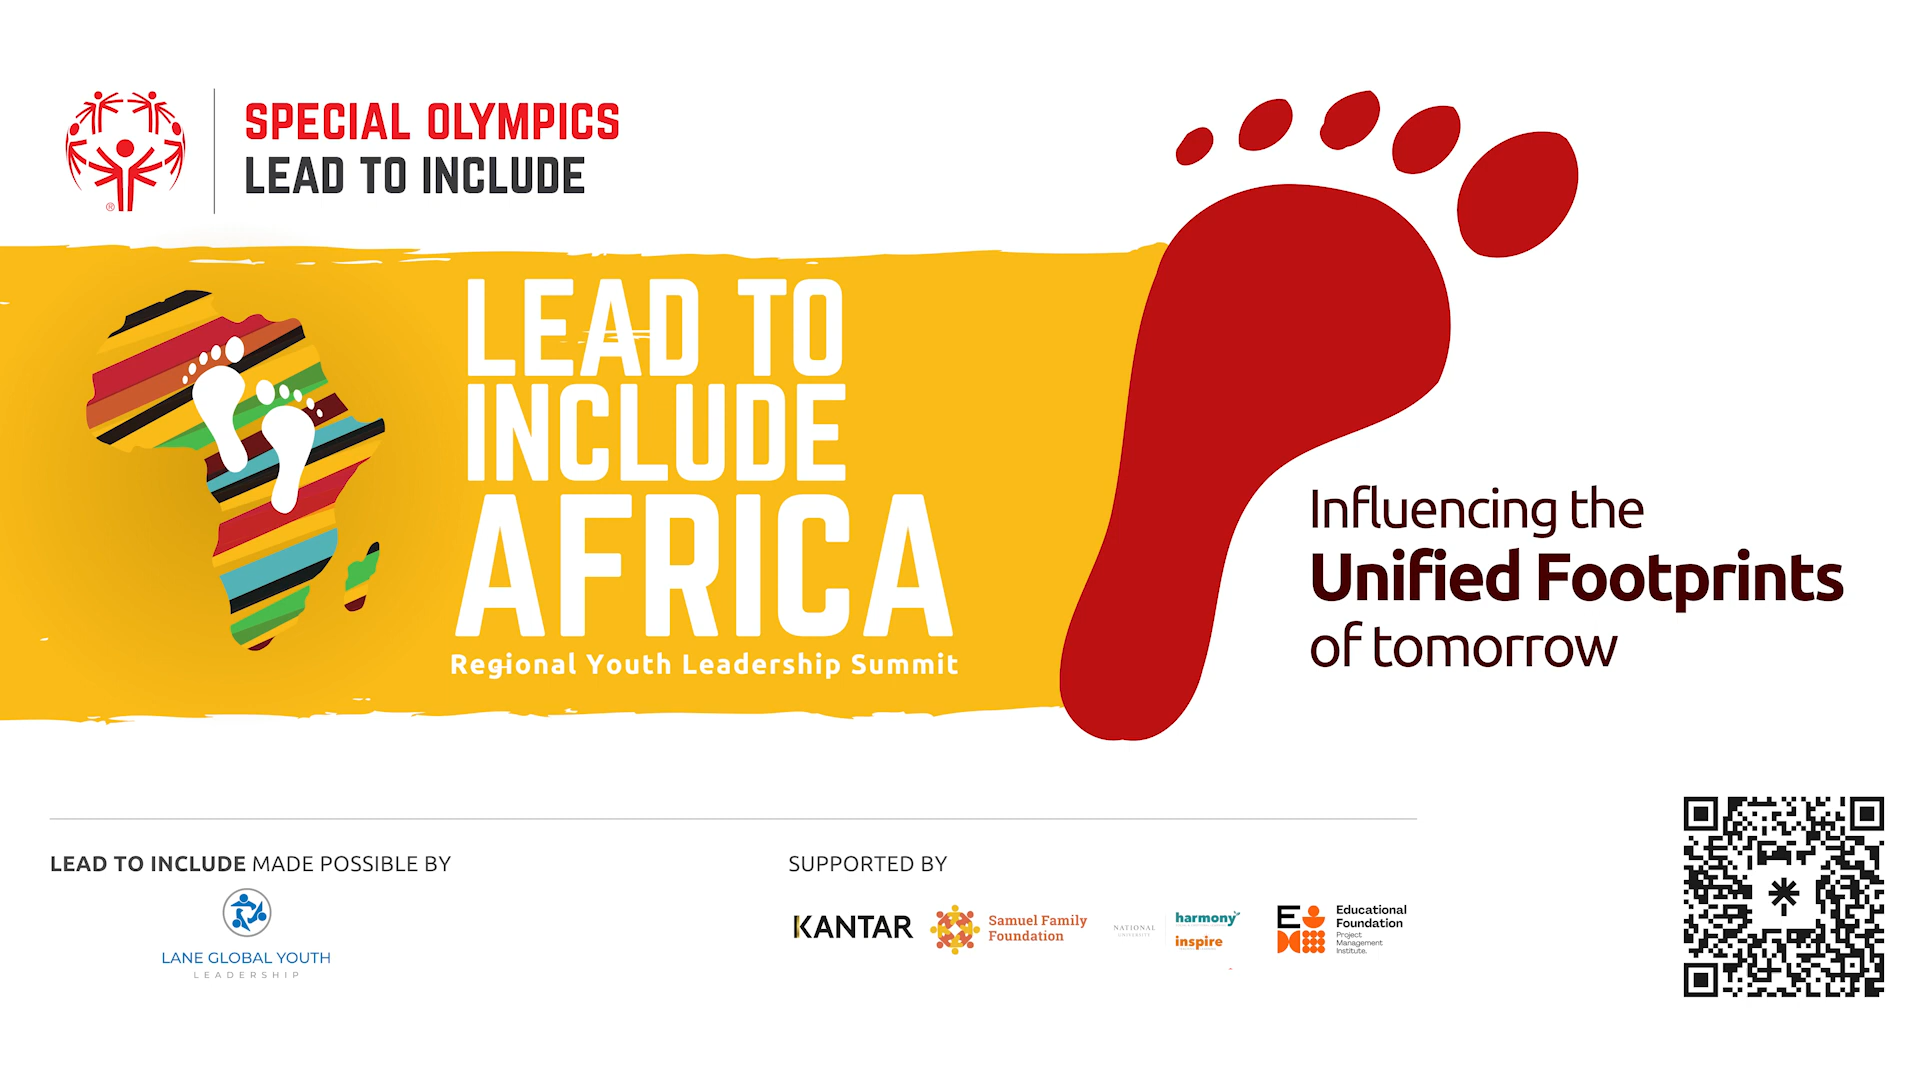 SPECIAL OLYMPICS
LEAD TO INCLUDE
®
LEAD TO
INCLUDE
AFRICA
Regional Youth Leadership Summit
Influencing the
Unified Footprints
of tomorrow
LEAD TO INCLUDE MADE POSSIBLE BY
LANE GLOBAL YOUTH
LEADERSHIP
SUPPORTED BY
KANTAR
Samuel Family
Foundation
NATIONAL
UNIVERSITY
harmony
inspire
Educational
Foundation
Project
Management
Institute.